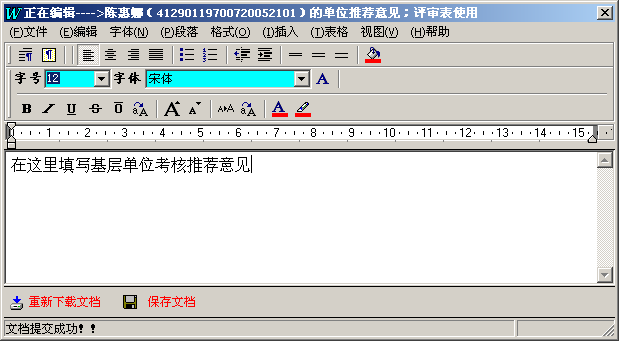 正在编辑---->陈惠娜（41290119700720052101）的单位推荐意见；评审表使用
(F)文件 (E)编辑 字体(N) (P)段落 格式(O) (I)插入 (T)表格 视图(V) (H)帮助
字号 12 字体 宋体 A
B I U S O aA A A AAA aA A
1 2 3 4 5 6 7 8 9 10 11 12 13 14 15
在这里填写基层单位考核推荐意见
重新下载文档 保存文档
文档提交成功！！